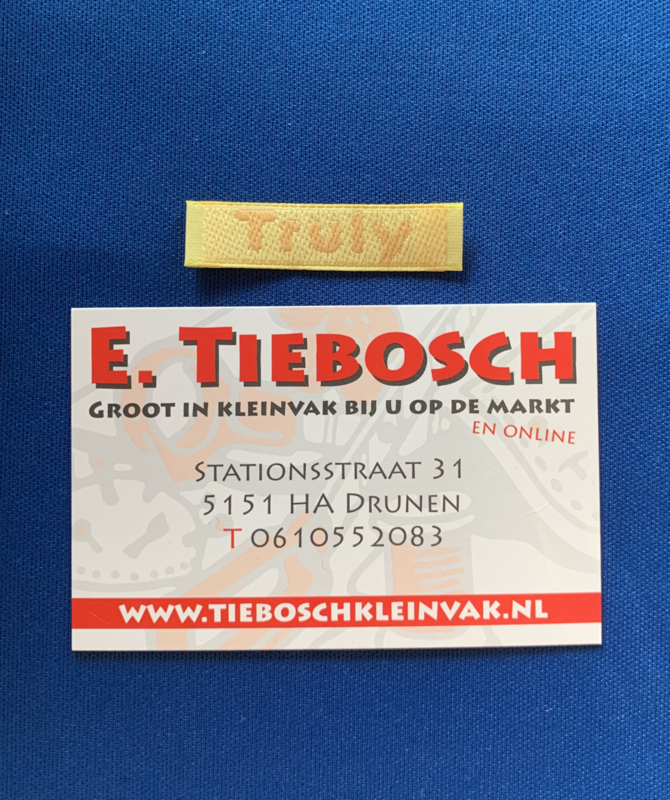 Truly
E. TIEBOSCH
GROOT IN KLEINVAK BIJ U OP DE MARKT
EN ONLINE
STATIONSSTRAAT 31
5151 HA DRUNEN
T 0610552083
WWW.TIEBOSCHKLEINVAK.NL